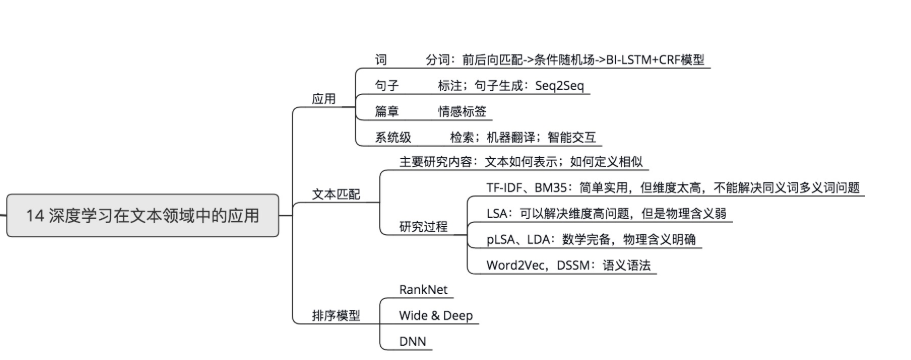 14 深度学习在文本领域中的应用
应用
词 分词：前后向匹配->条件随机场->BI-LSTM+CRF模型
句子 标注；句子生成：Seq2Seq
篇章 情感标签
系统级 检索；机器翻译；智能交互
文本匹配
主要研究内容：文本如何表示；如何定义相似
研究过程
TF-IDF、BM35：简单实用，但维度太高，不能解决同义词多义词问题
LSA：可以解决维度高问题，但是物理含义弱
pLSA、LDA：数学完备，物理含义明确
Word2Vec，DSSM：语义语法
排序模型
RankNet
Wide & Deep
DNN